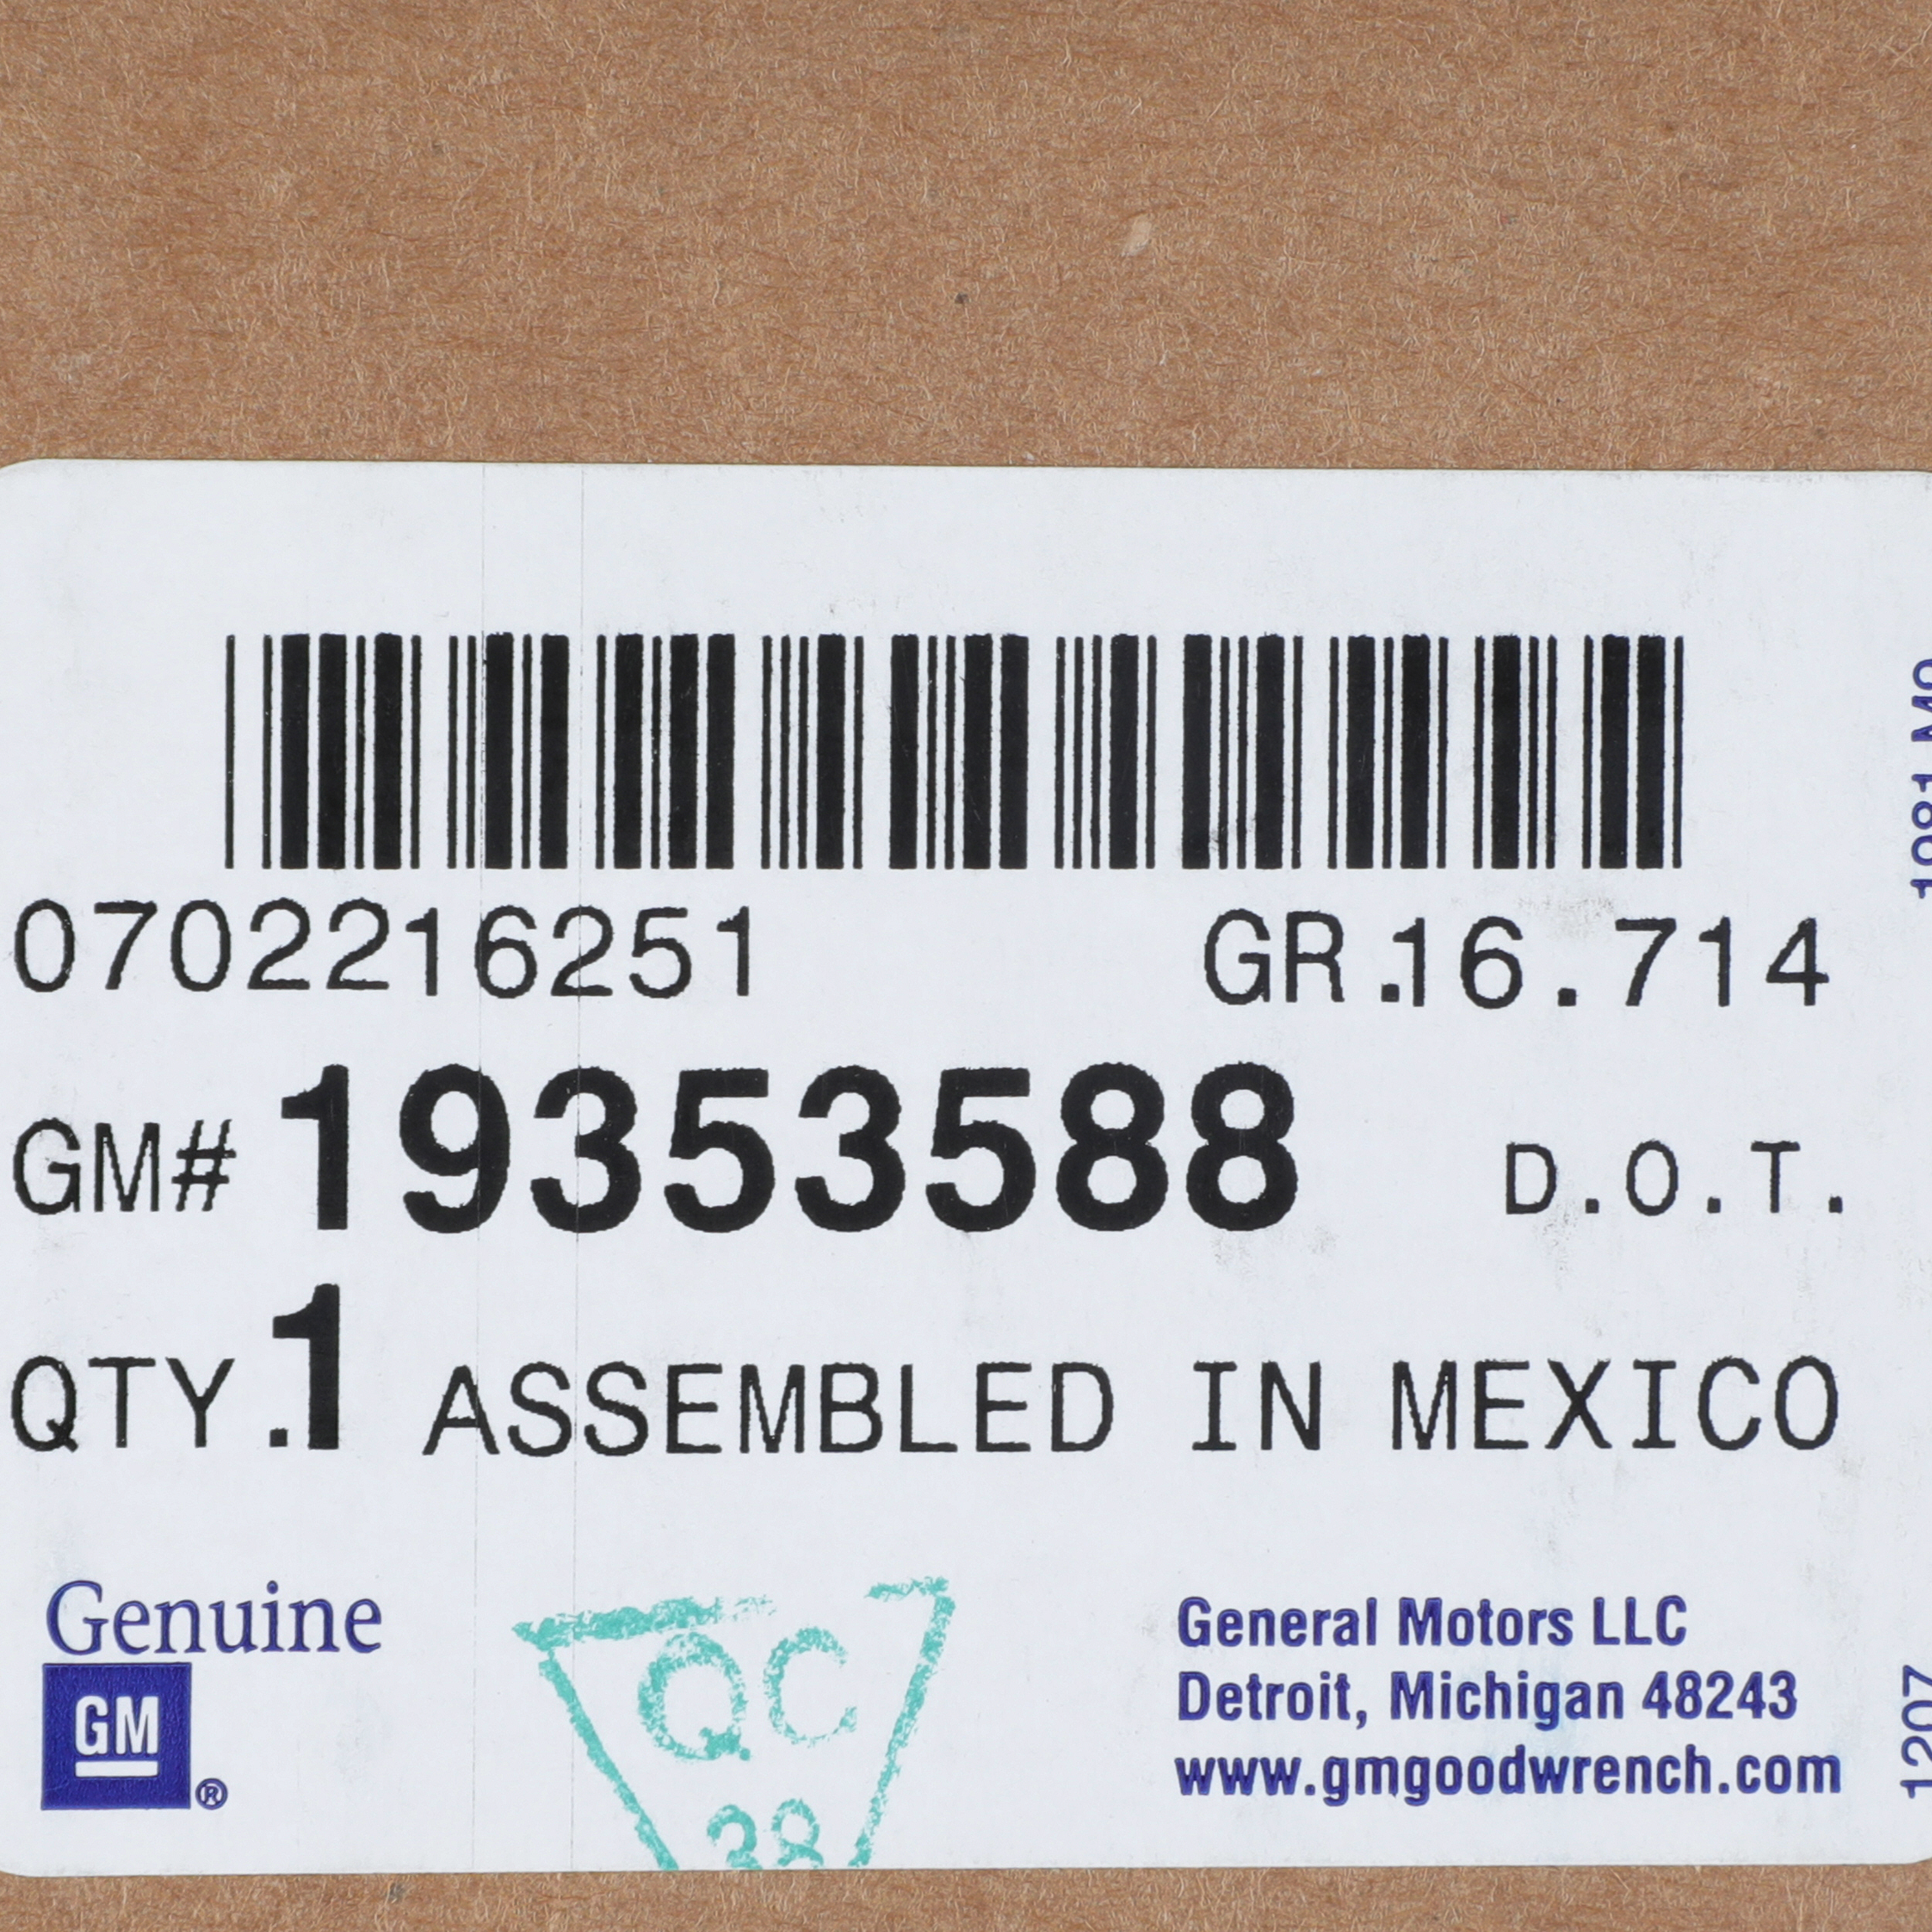 0702216251 GR.16.714
GM# 19353588 D.O.T.
QTY.1 ASSEMBLED IN MEXICO
Genuine
GM®
QC
38
General Motors LLC
Detroit, Michigan 48243
www.gmgoodwrench.com
1207